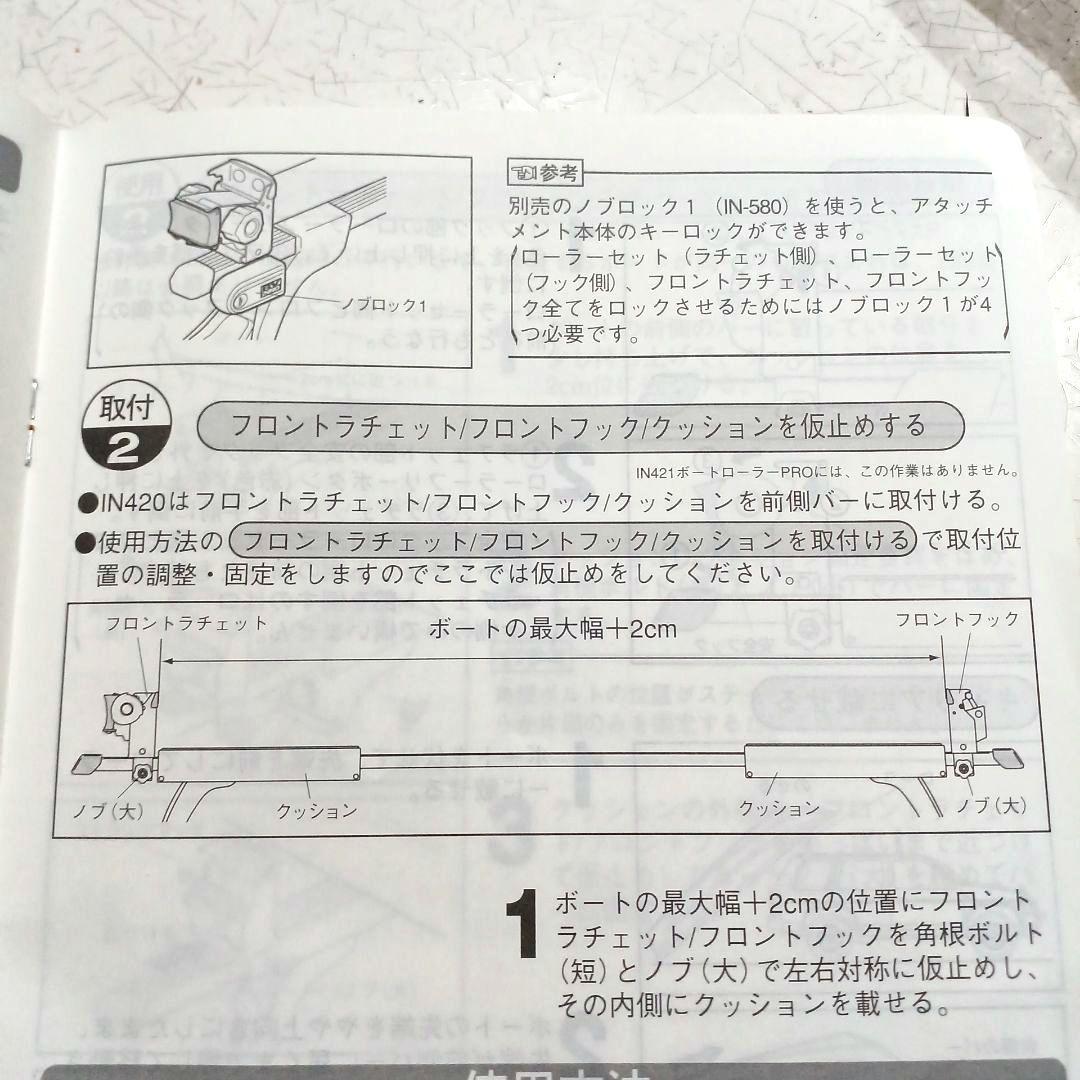 ノブロック1
参考
別売のノブロック1（IN-580）を使うと、アタッチ
メント本体のキーロックができます。
（ローラーセット（ラチェット側）、ローラーセット
（フック側）、フロントラチェット、フロントフッ
ク全てをロックさせるためにはノブロック1が4
つ必要です。）
取付
2
フロントラチェット/フロントフック/クッションを仮止めする
IN421ボートローラーPROには、この作業はありません。
●IN420はフロントラチェット/フロントフック/クッションを前側バーに取付ける。
●使用方法の（フロントラチェット/フロントフック/クッションを取付ける）で取付位
置の調整・固定をしますのでここでは仮止めをしてください。
フロントラチェット
ボートの最大幅＋2cm
フロントフック
ノブ（大）
クッション
クッション
ノブ（大）
1
ボートの最大幅＋2cmの位置にフロント
ラチェット/フロントフックを角根ボルト
（短）とノブ（大）で左右対称に仮止めし、
その内側にクッションを載せる。